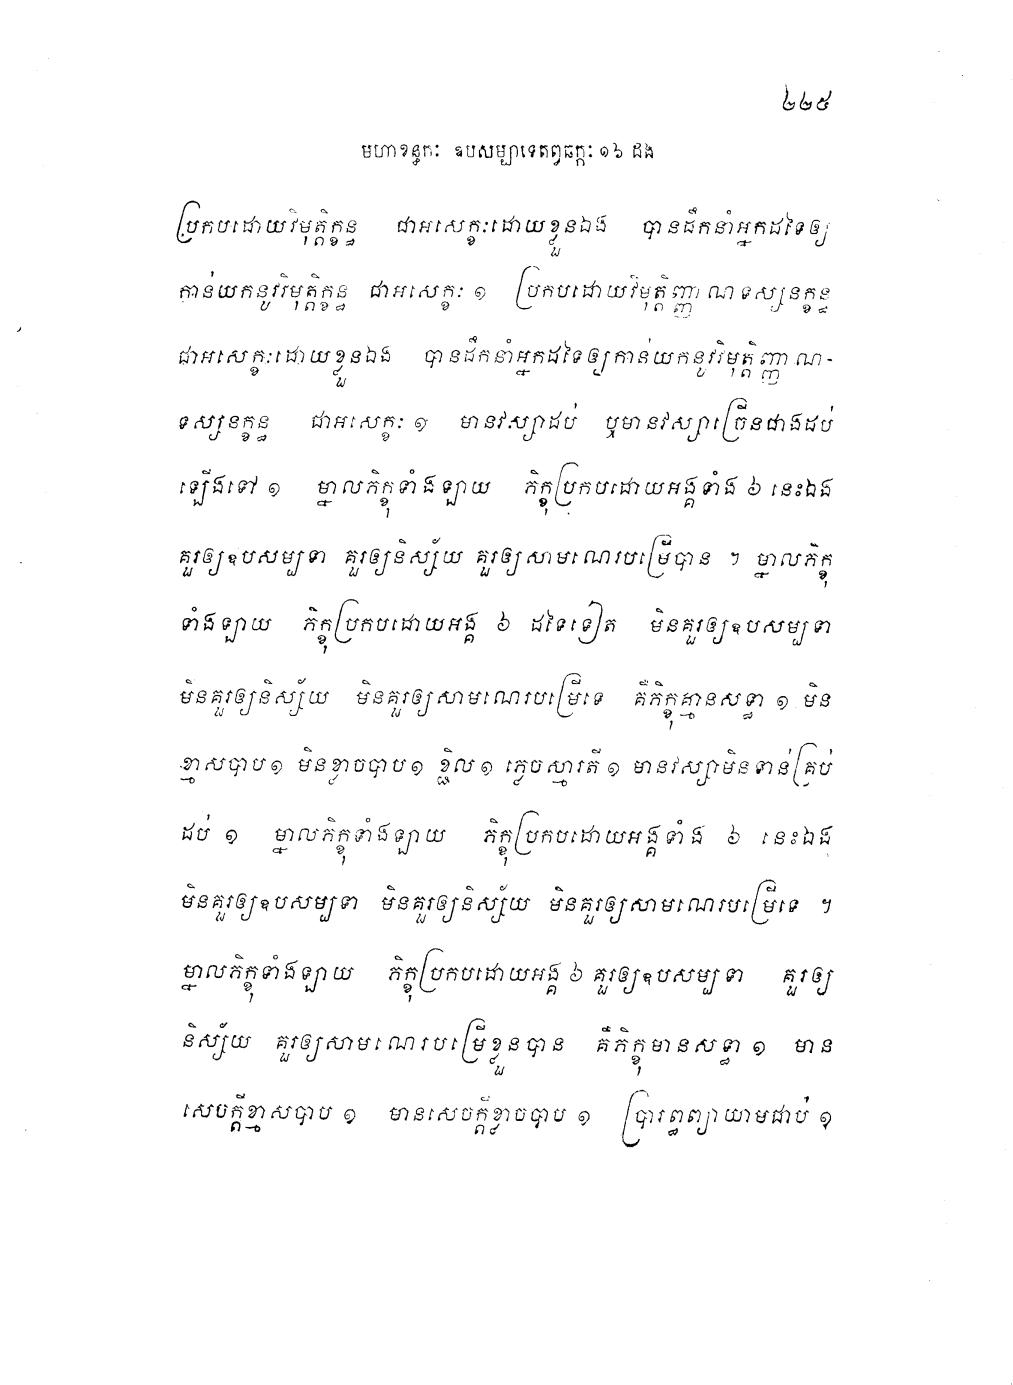 ២២៥
មហាខន្ធកៈ ឧបសម្បាទេតព្វឆក្កៈ ១៦ ដង
ប្រកបដោយវិមុត្តិក្ខន្ធ ជាអសេក្ខៈដោយខ្លួនឯង បានដឹកនាំអ្នកដទៃឲ្យ
កាន់យកនូវវិមុត្តិក្ខន្ធ ជាអសេក្ខៈ ១ ប្រកបដោយវិមុត្តិញ្ញាណទស្សនក្ខន្ធ
ជាអសេក្ខៈដោយខ្លួនឯង បានដឹកនាំអ្នកដទៃឲ្យកាន់យកនូវវិមុត្តិញ្ញាណ-
ទស្សនក្ខន្ធ ជាអសេក្ខៈ ១ មានវស្សាដប់ ឬមានវស្សាច្រើនជាងដប់
ឡើងទៅ ១ ម្នាលភិក្ខុទាំងឡាយ ភិក្ខុប្រកបដោយអង្គទាំង ៦ នេះឯង
គួរឲ្យឧបសម្បទា គួរឲ្យនិស្ស័យ គួរឲ្យសាមណេរបម្រើបាន ។ ម្នាលភិក្ខុ
ទាំងឡាយ ភិក្ខុប្រកបដោយអង្គ ៦ ដទៃទៀត មិនគួរឲ្យឧបសម្បទា
មិនគួរឲ្យនិស្ស័យ មិនគួរឲ្យសាមណេរបម្រើទេ គឺភិក្ខុគ្មានសទ្ធា ១ មិន
ខ្មាសបាប ១ មិនខ្លាចបាប ១ ខ្ជិល ១ ភ្លេចស្មារតី ១ មានវស្សាមិនទាន់គ្រប់
ដប់ ១ ម្នាលភិក្ខុទាំងឡាយ ភិក្ខុប្រកបដោយអង្គទាំង ៦ នេះឯង
មិនគួរឲ្យឧបសម្បទា មិនគួរឲ្យនិស្ស័យ មិនគួរឲ្យសាមណេរបម្រើទេ ។
ម្នាលភិក្ខុទាំងឡាយ ភិក្ខុប្រកបដោយអង្គ ៦ គួរឲ្យឧបសម្បទា គួរឲ្យ
និស្ស័យ គួរឲ្យសាមណេរបម្រើខ្លួនបាន គឺភិក្ខុមានសទ្ធា ១ មាន
សេចក្តីខ្មាសបាប ១ មានសេចក្តីខ្លាចបាប ១ ប្រារព្ធព្យាយាមជាប់ ១